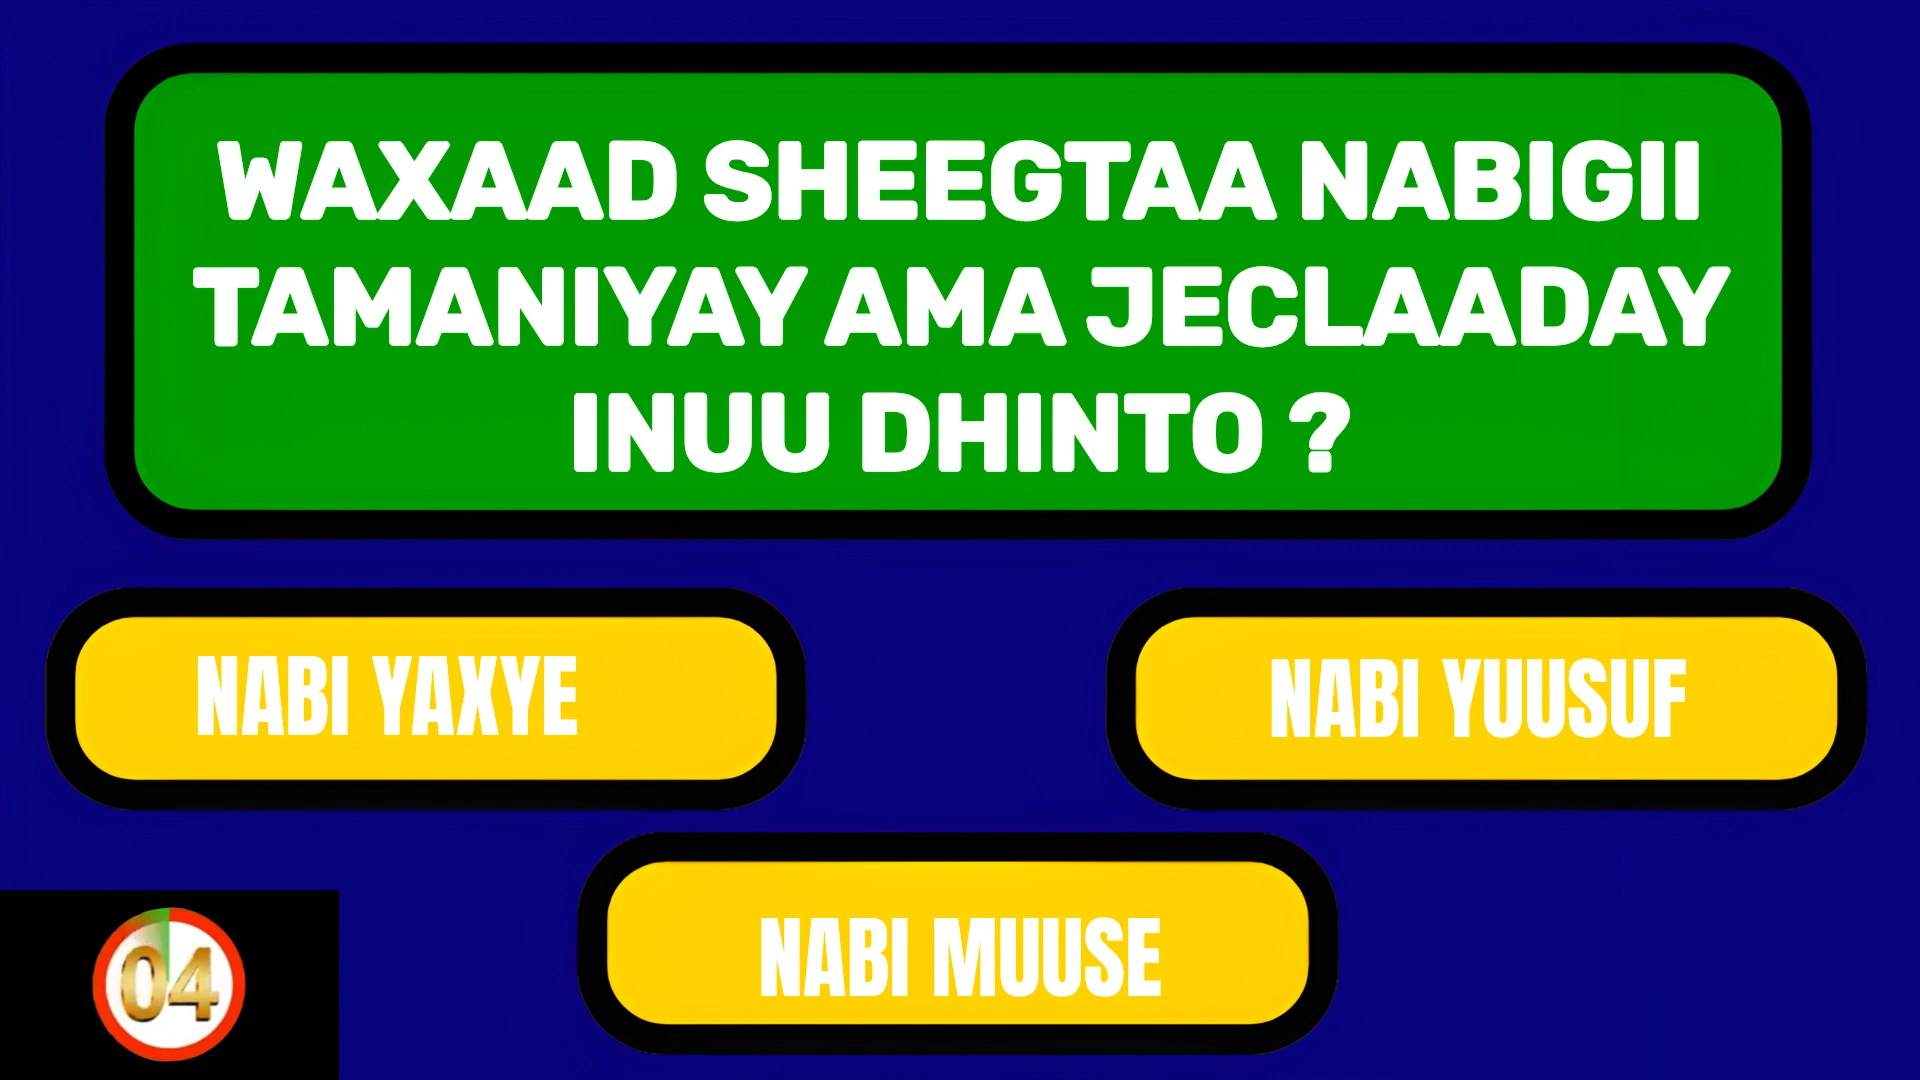 WAXAAD SHEEGTAA NABIGII
TAMANIYAY AMA JECLAADAY
INUU DHINTO ?
NABI YAXYE
NABI YUUSUF
NABI MUUSE
04